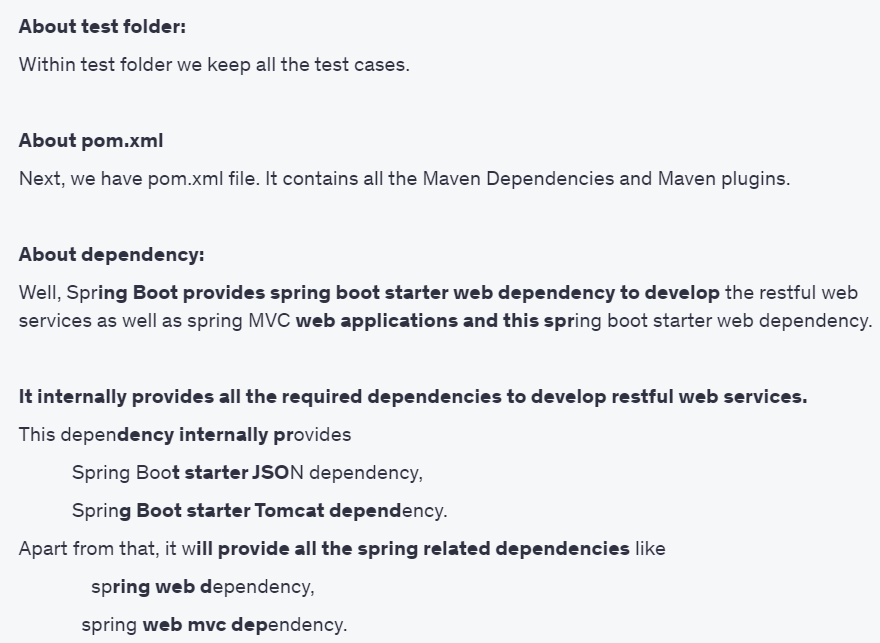 About test folder:
Within test folder we keep all the test cases.
About pom.xml
Next, we have pom.xml file. It contains all the Maven Dependencies and Maven plugins.
About dependency:
Well, Spring Boot provides spring boot starter web dependency to develop the restful web
services as well as spring MVC web applications and this spring boot starter web dependency.
It internally provides all the required dependencies to develop restful web services.
This dependency internally provides
Spring Boot starter JSON dependency,
Spring Boot starter Tomcat dependency.
Apart from that, it will provide all the spring related dependencies like
spring web dependency,
spring web mvc dependency.